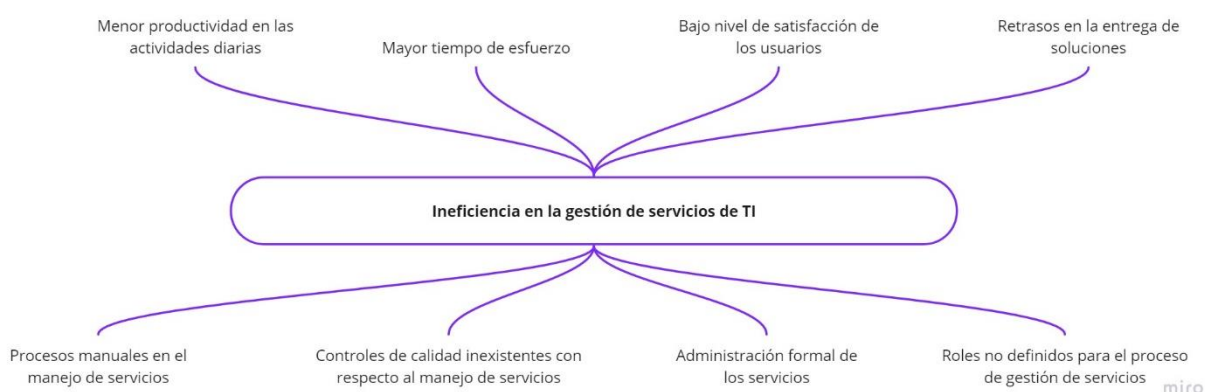 Menor productividad en las
actividades diarias
Mayor tiempo de esfuerzo
Bajo nivel de satisfacción de
los usuarios
Retrasos en la entrega de
soluciones
Ineficiencia en la gestión de servicios de TI
Procesos manuales en el
manejo de servicios
Controles de calidad inexistentes con
respecto al manejo de servicios
Administración formal de
los servicios
Roles no definidos para el proceso
de gestión de servicios
miro